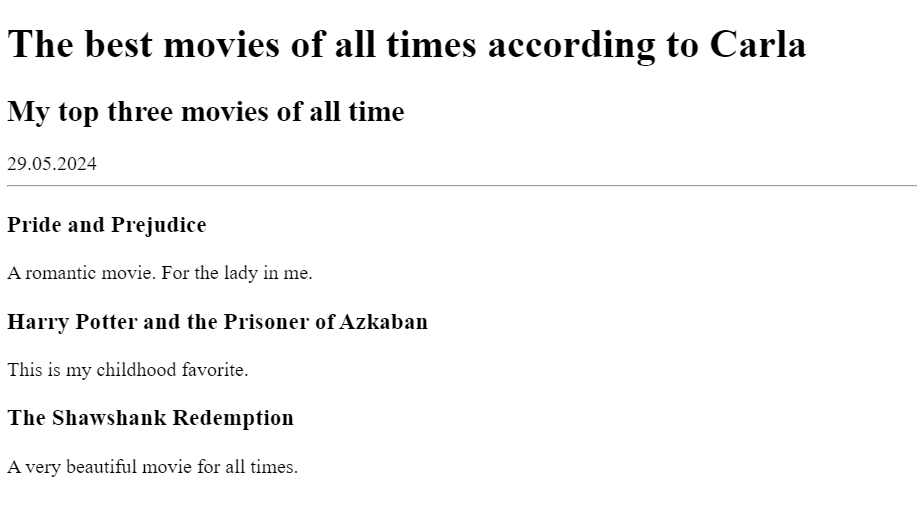 The best movies of all times according to Carla
My top three movies of all time
29.05.2024
Pride and Prejudice
A romantic movie. For the lady in me.
Harry Potter and the Prisoner of Azkaban
This is my childhood favorite.
The Shawshank Redemption
A very beautiful movie for all times.